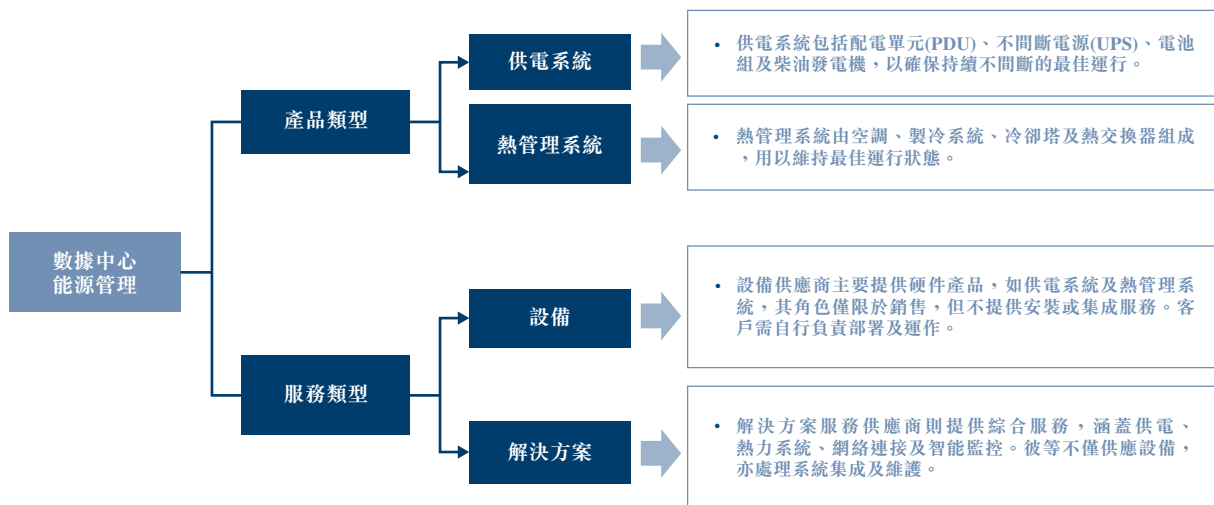 數據中心
能源管理
產品類型
供電系統
• 供電系統包括配電單元(PDU)、不間斷電源(UPS)、電池
組及柴油發電機，以確保持續不間斷的最佳運行。
熱管理系統
• 熱管理系統由空調、製冷系統、冷卻塔及熱交換器組成
，用以維持最佳運行狀態。
服務類型
設備
• 設備供應商主要提供硬件產品，如供電系統及熱管理系
統，其角色僅限於銷售，但不提供安裝或集成服務。客
戶需自行負責部署及運作。
解決方案
• 解決方案服務供應商則提供綜合服務，涵蓋供電、
熱力系統、網絡連接及智能監控。彼等不僅供應設備，
亦處理系統集成及維護。